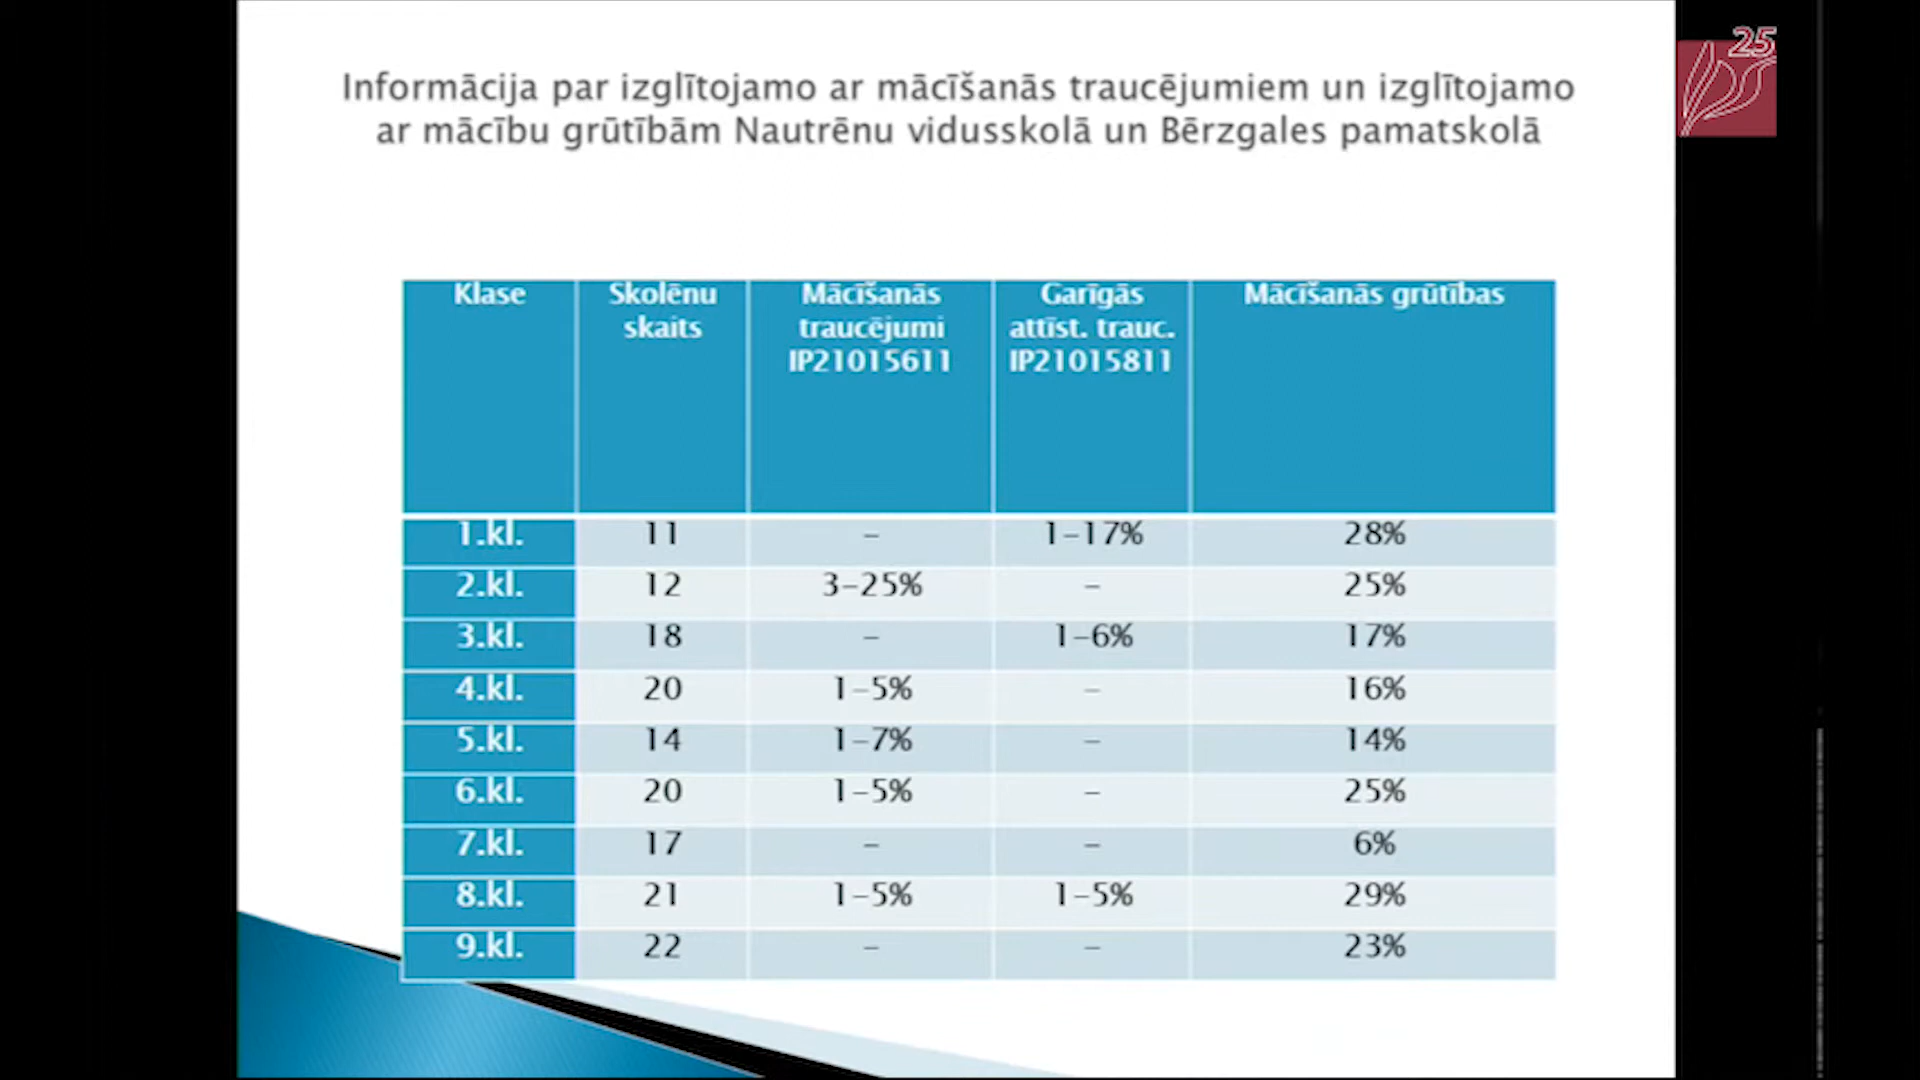 25
Informācija par izglītojamo ar mācīšanās traucējumiem un izglītojamo
ar mācību grūtībām Nautrēnu vidusskolā un Bērzgales pamatskolā
Klase Skolēnu skaits Mācīšanās traucējumi IP21015611 Garīgās attīst. trauc. IP21015811 Mācīšanās grūtības
1.kl. 11 – 1–17% 28%
2.kl. 12 3–25% – 25%
3.kl. 18 – 1–6% 17%
4.kl. 20 1–5% – 16%
5.kl. 14 1–7% – 14%
6.kl. 20 1–5% – 25%
7.kl. 17 – – 6%
8.kl. 21 1–5% 1–5% 29%
9.kl. 22 – – 23%